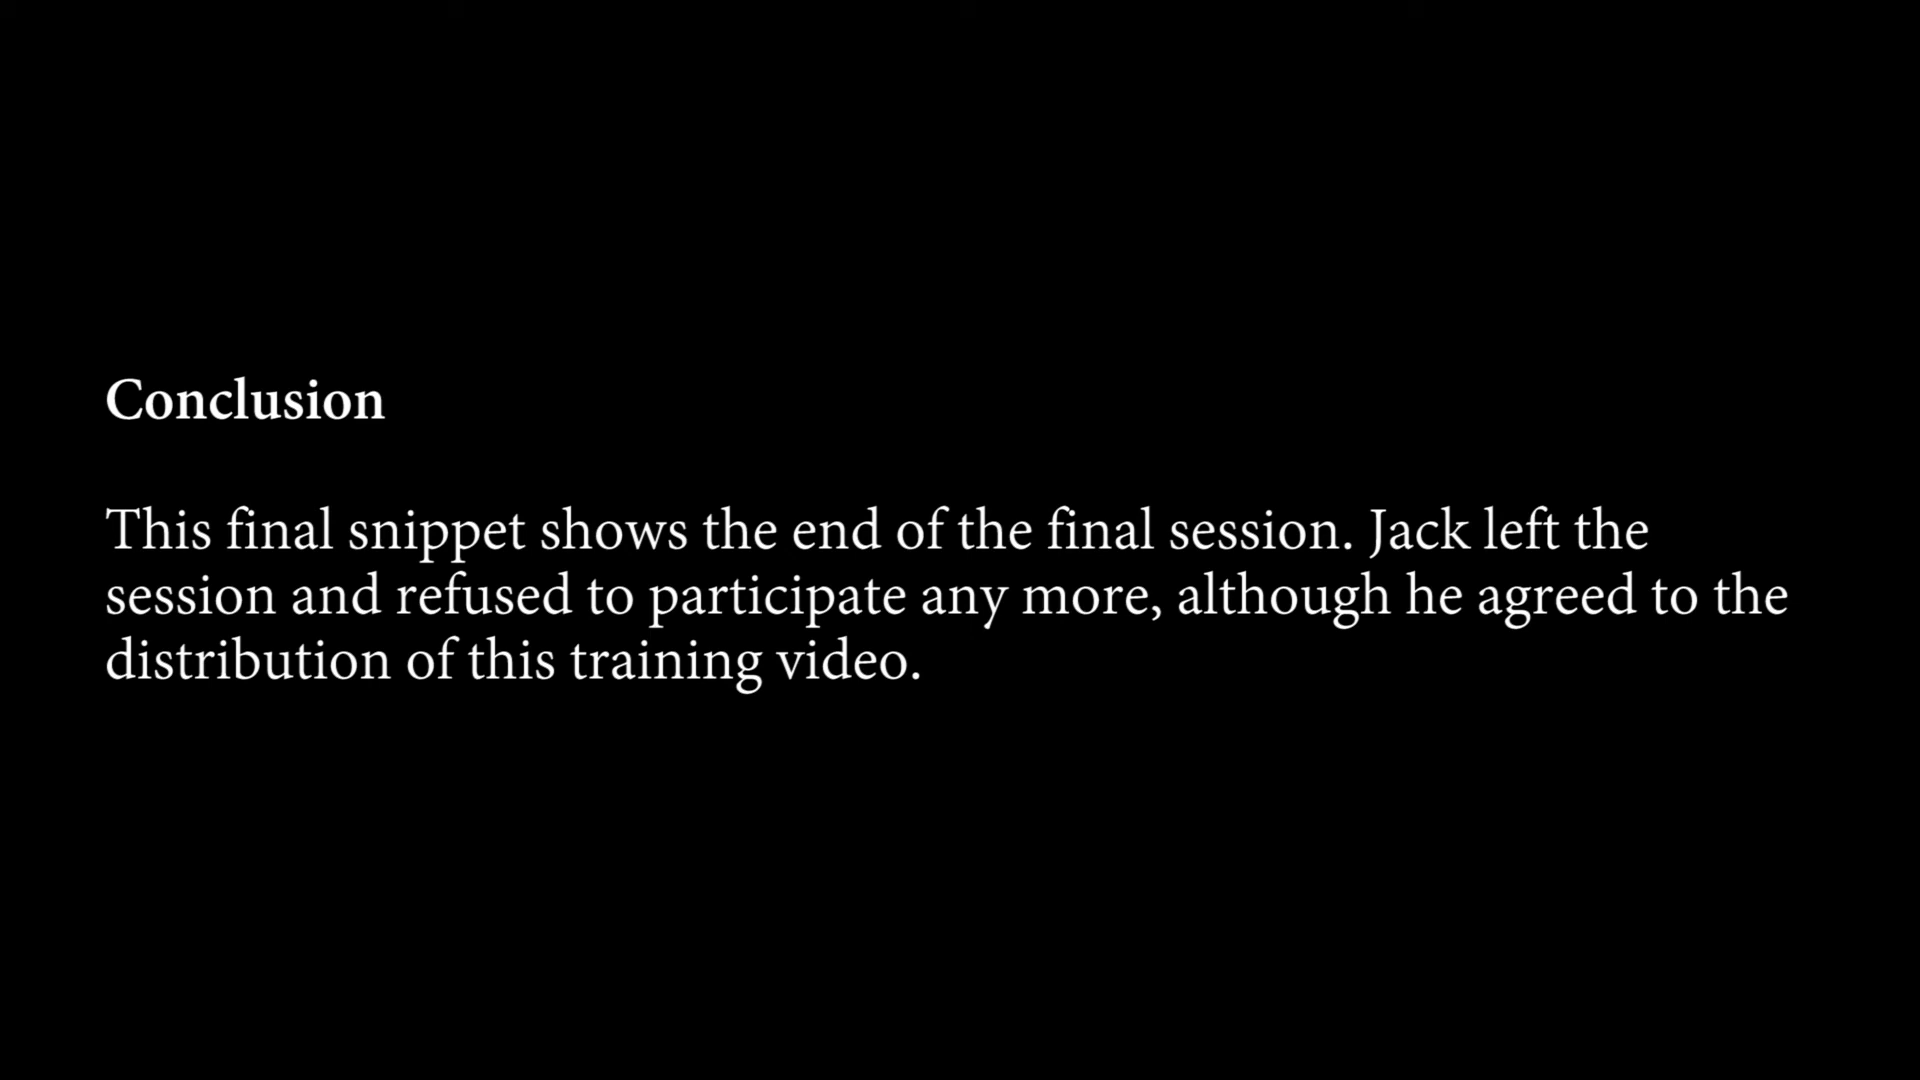 Conclusion
This final snippet shows the end of the final session. Jack left the
session and refused to participate any more, although he agreed to the
distribution of this training video.